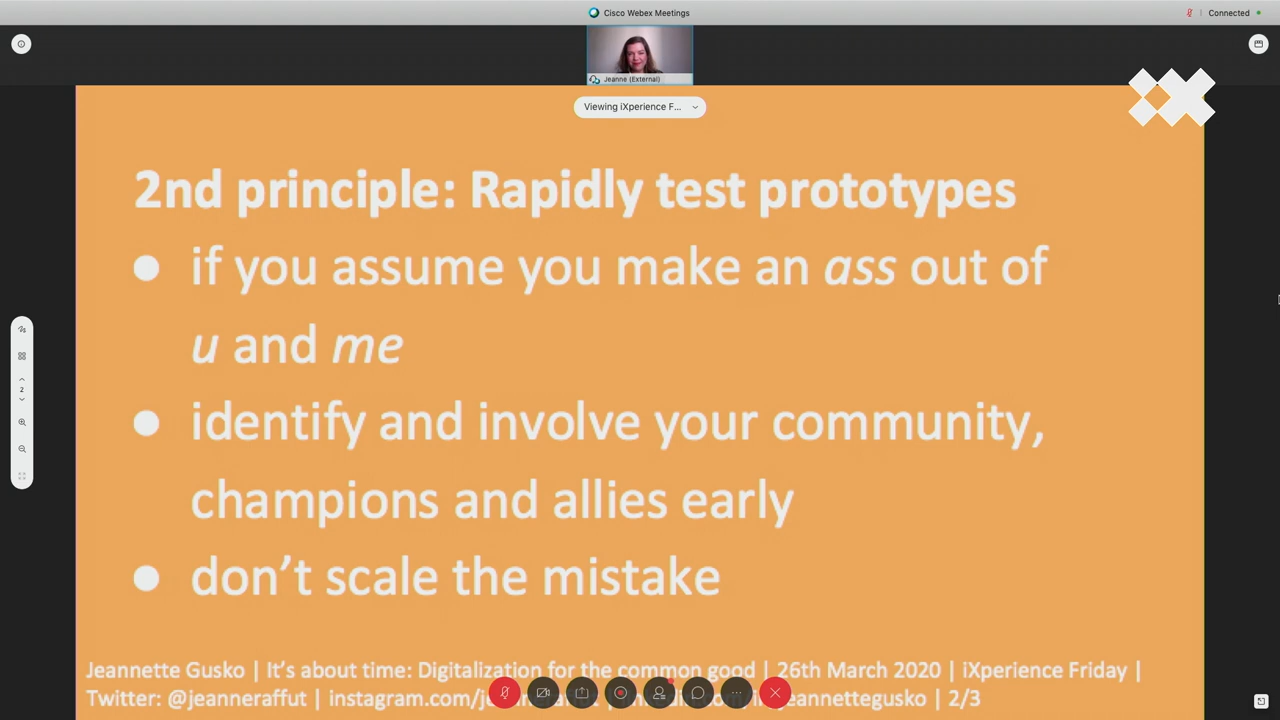 Cisco Webex Meetings
Connected
Jeanne (External)
Viewing iXperience F...
2nd principle: Rapidly test prototypes
● if you assume you make an ass out of
u and me
● identify and involve your community,
champions and allies early
● don't scale the mistake
2
Jeannette Gusko | It's about time: Digitalization for the common good | 26th March 2020 | iXperience Friday |
Twitter: @jeanneraffut | jeannettegusko | 2/3